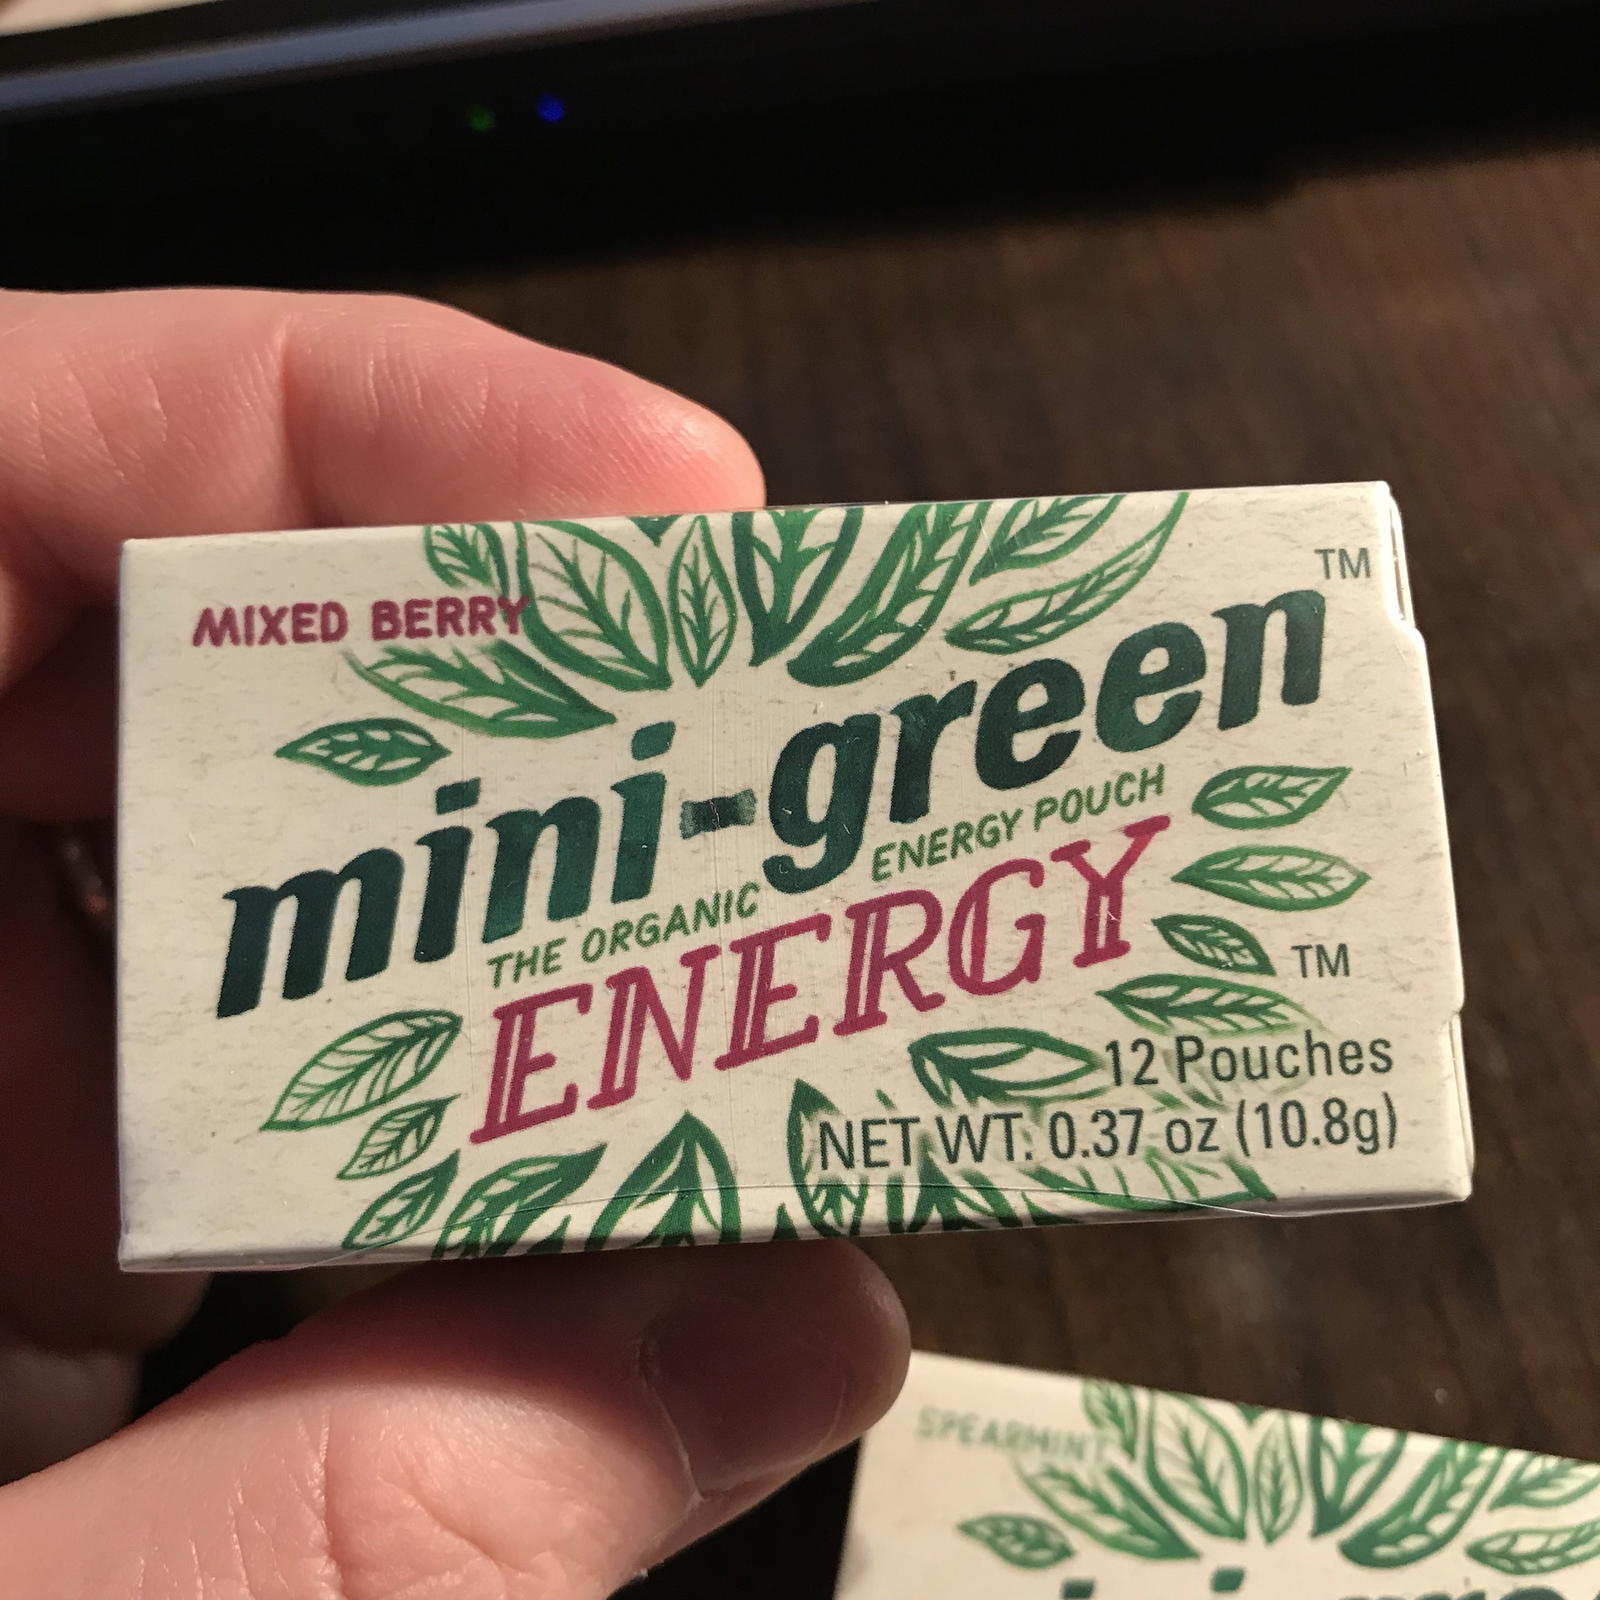 MIXED BERRY
TM
mini-green
THE ORGANIC ENERGY POUCH
ENERGY
TM
12 Pouches
NET WT. 0.37 oz (10.8g)
SPEARMINT